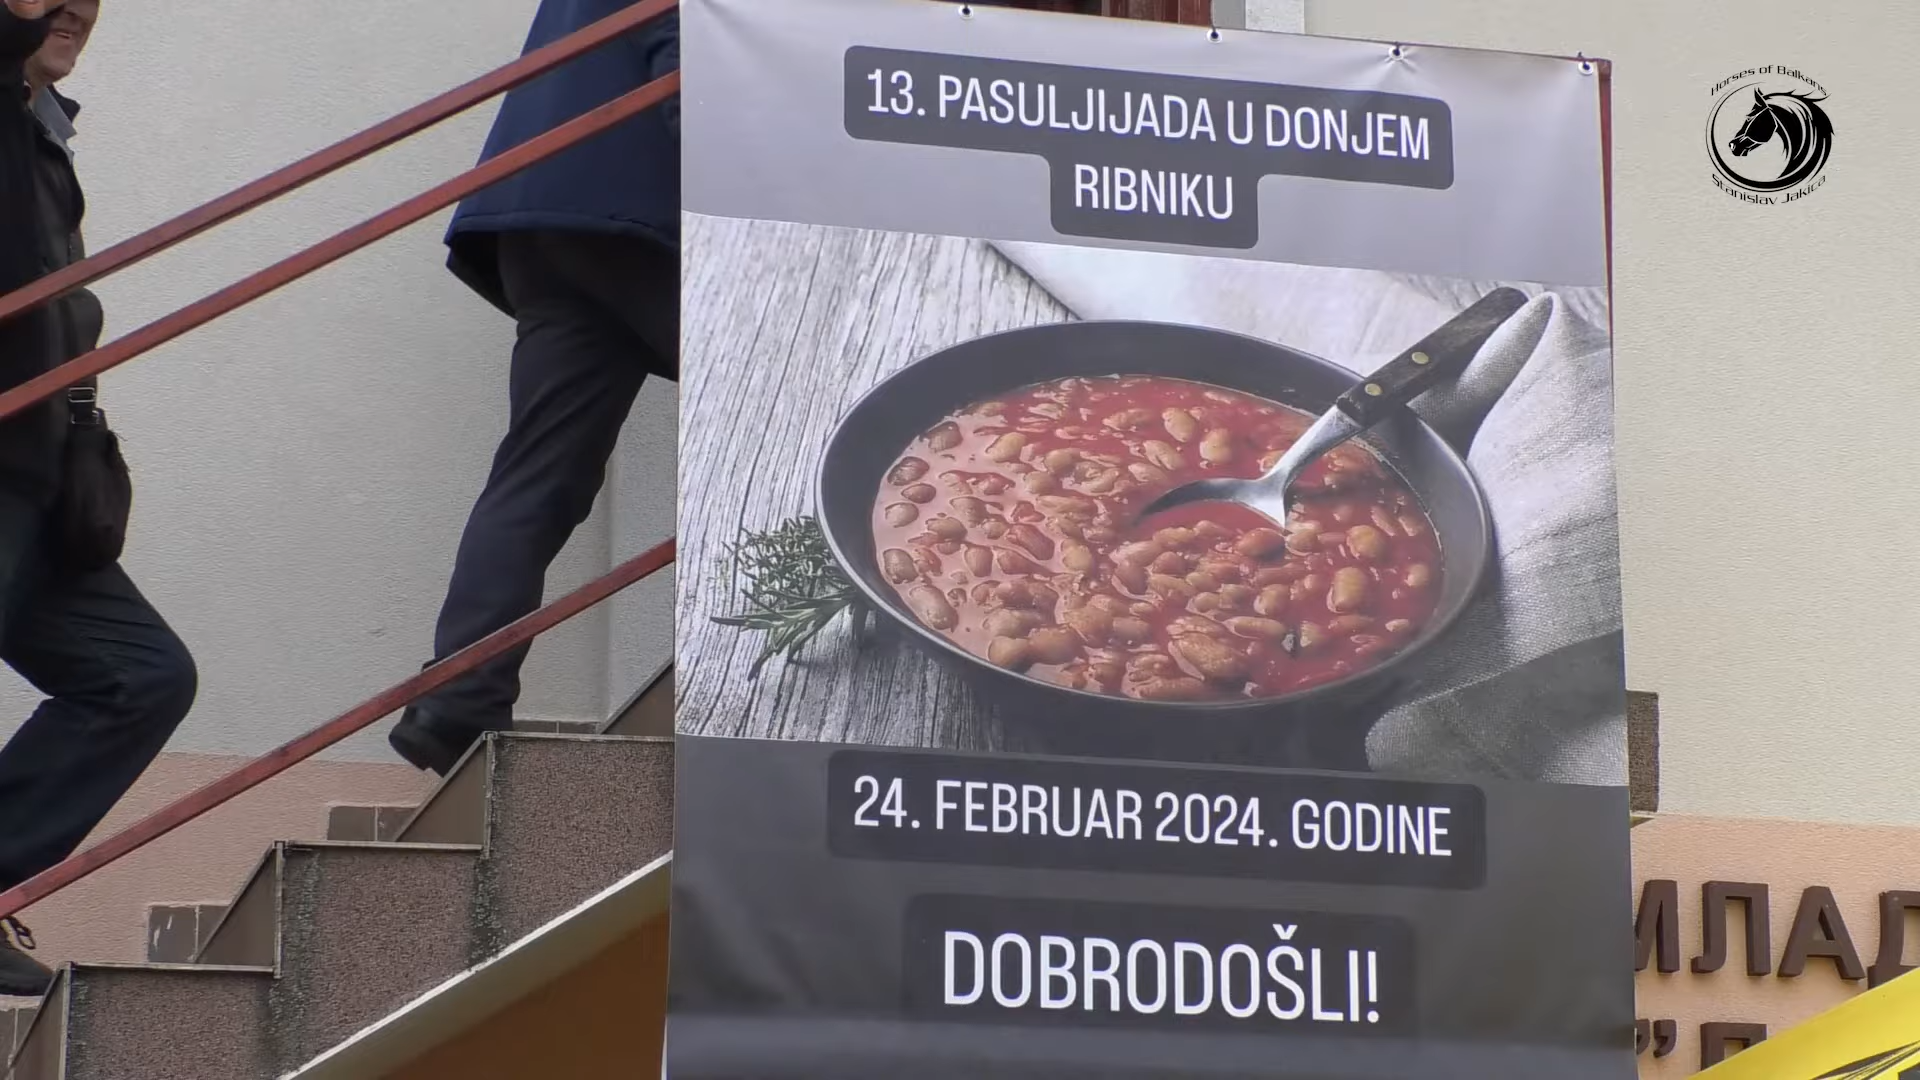 13. PASULJIJADA U DONJEM
RIBNIKU
24. FEBRUAR 2024. GODINE
DOBRODOŠLI!
Horses of Balkans
Stanislav Jakica